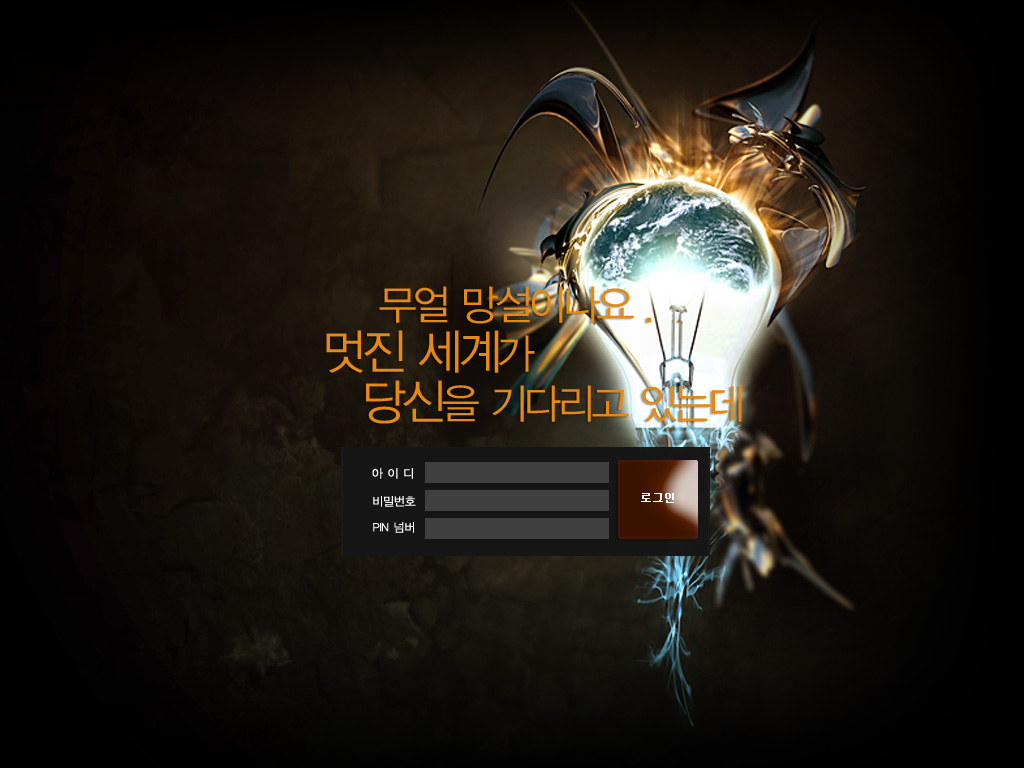 무얼 망설이나요 .
멋진 세계가
당신을 기다리고 있는데
아 이 디
비밀번호
로그인
PIN 넘버